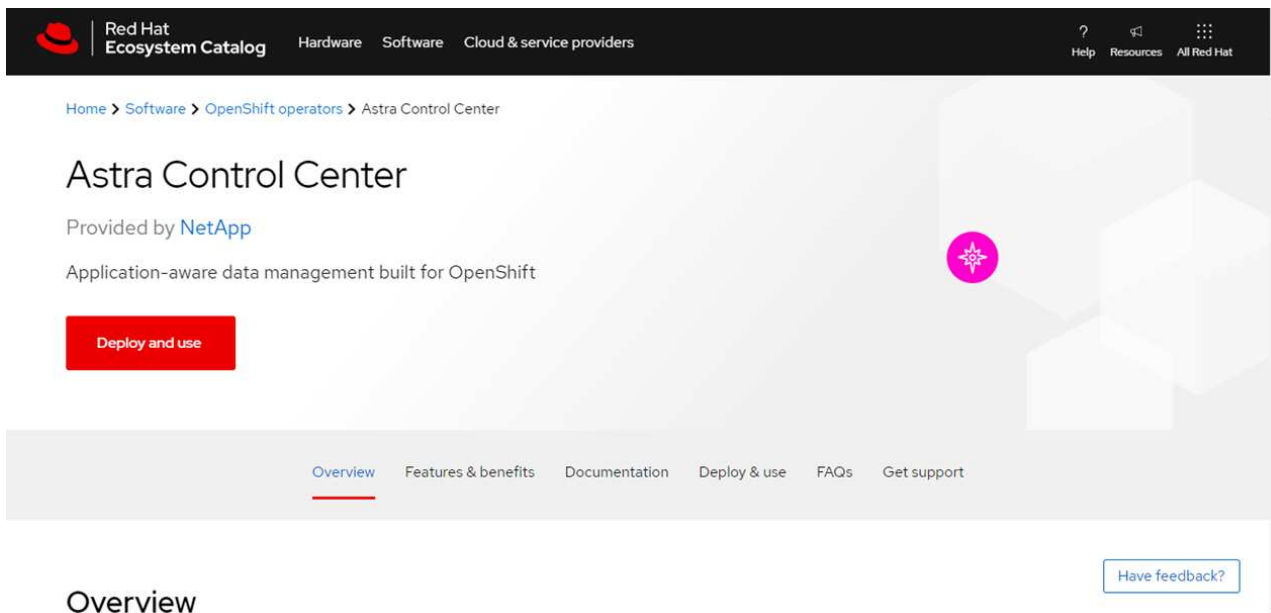 Red Hat
Ecosystem Catalog
Hardware Software Cloud & service providers
? Help Resources All Red Hat
Home > Software > OpenShift operators > Astra Control Center
Astra Control Center
Provided by NetApp
Application-aware data management built for OpenShift
Deploy and use
Overview Features & benefits Documentation Deploy & use FAQs Get support
Have feedback?
Overview